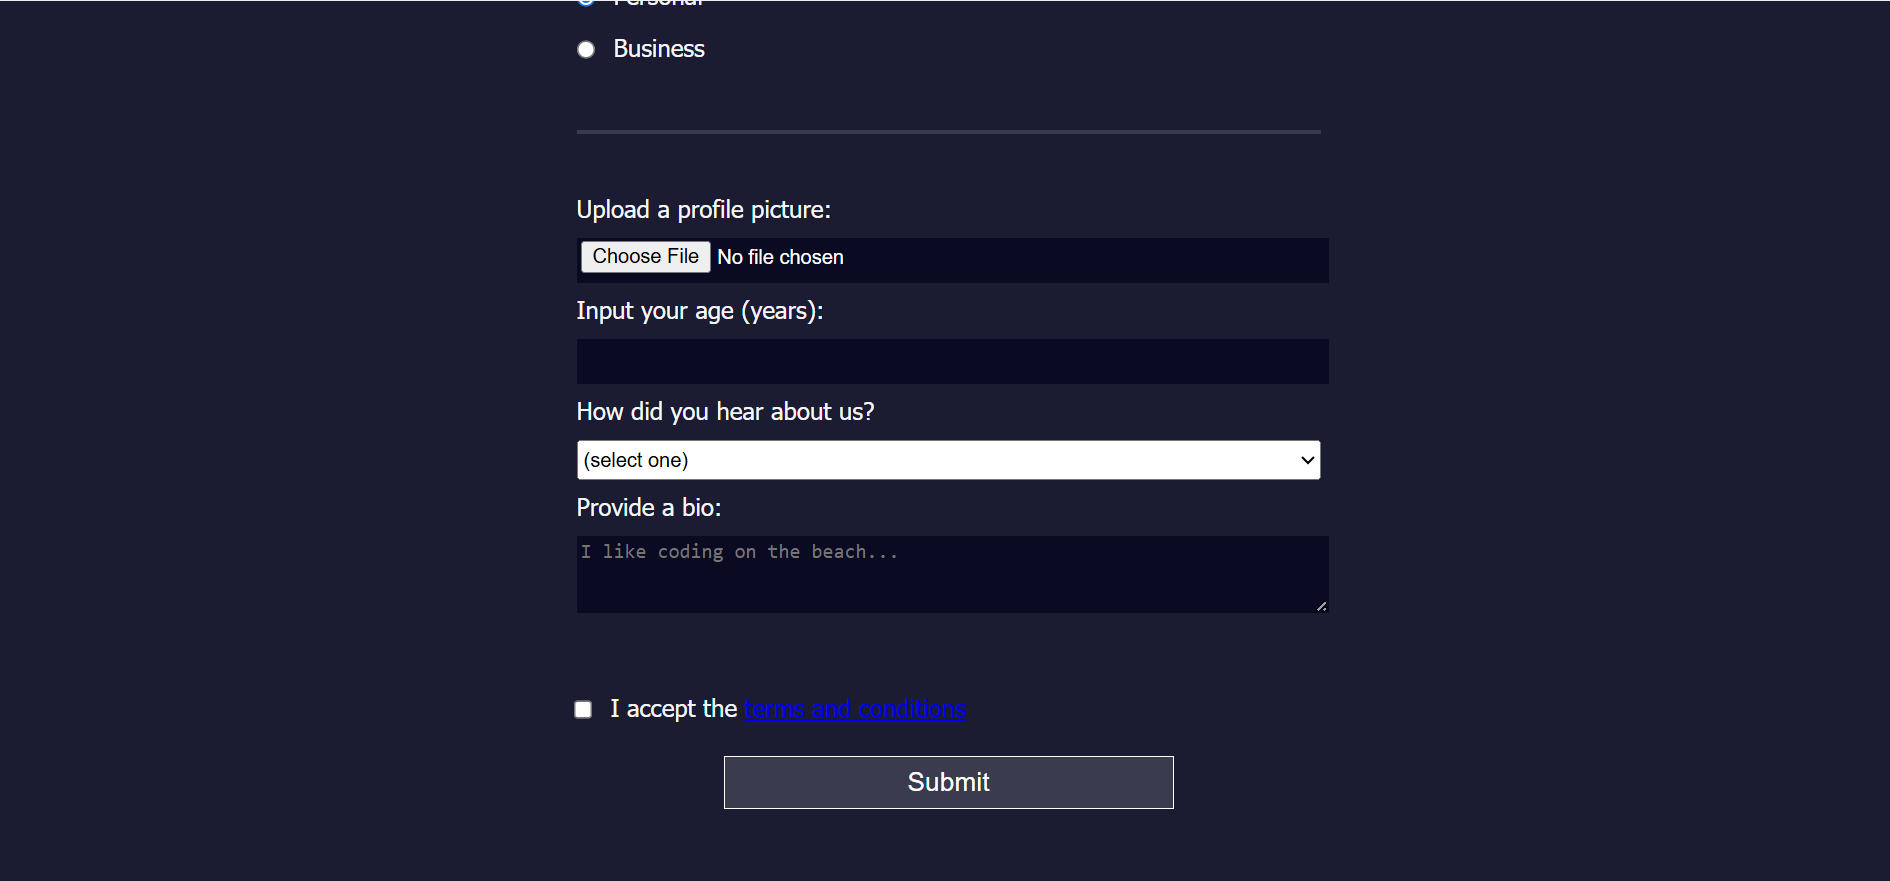 Personal
Business
Upload a profile picture:
Choose File No file chosen
Input your age (years):
How did you hear about us?
(select one)
Provide a bio:
I like coding on the beach...
I accept the terms and conditions
Submit